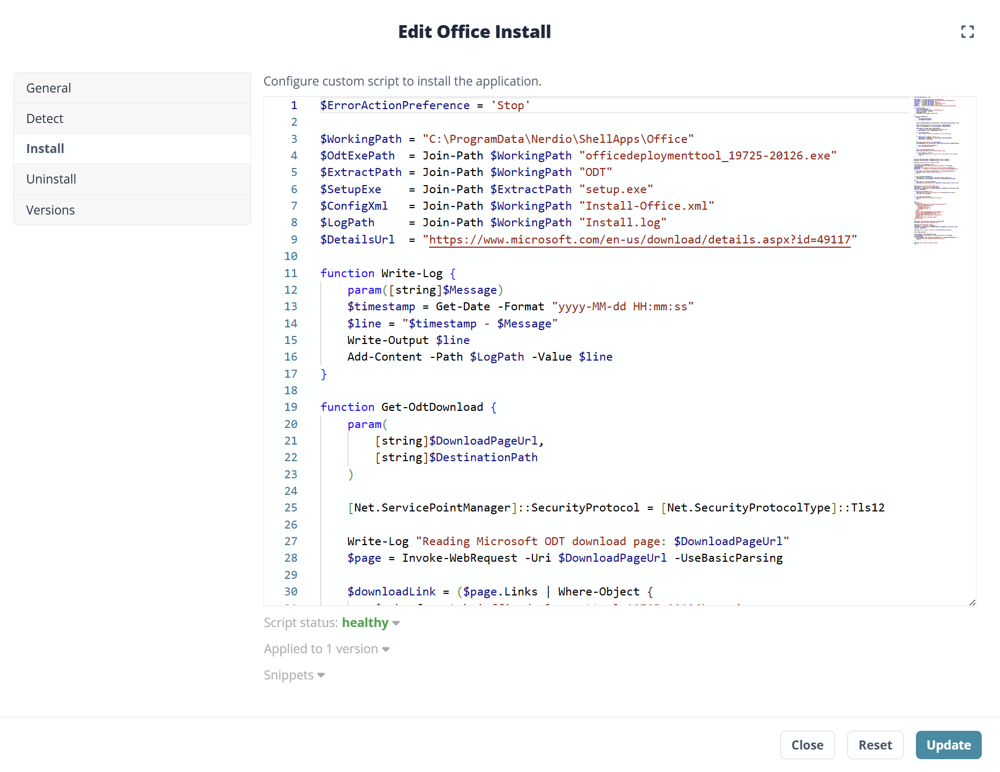 Edit Office Install
General
Detect
Install
Uninstall
Versions
Configure custom script to install the application.
1 $ErrorActionPreference = 'Stop'
2
3 $WorkingPath = "C:\ProgramData\Nerdio\ShellApps\Office"
4 $OdtExePath  = Join-Path $WorkingPath "officedeploymenttool_19725-20126.exe"
5 $ExtractPath = Join-Path $WorkingPath "ODT"
6 $SetupExe    = Join-Path $ExtractPath "setup.exe"
7 $ConfigXml   = Join-Path $WorkingPath "Install-Office.xml"
8 $LogPath     = Join-Path $WorkingPath "Install.log"
9 $DetailsUrl  = "https://www.microsoft.com/en-us/download/details.aspx?id=49117"
10
11 function Write-Log {
12     param([string]$Message)
13     $timestamp = Get-Date -Format "yyyy-MM-dd HH:mm:ss"
14     $line = "$timestamp - $Message"
15     Write-Output $line
16     Add-Content -Path $LogPath -Value $line
17 }
18
19 function Get-OdtDownload {
20     param(
21         [string]$DownloadPageUrl,
22         [string]$DestinationPath
23     )
24
25     [Net.ServicePointManager]::SecurityProtocol = [Net.SecurityProtocolType]::Tls12
26
27     Write-Log "Reading Microsoft ODT download page: $DownloadPageUrl"
28     $page = Invoke-WebRequest -Uri $DownloadPageUrl -UseBasicParsing
29
30     $downloadLink = ($page.Links | Where-Object {
Script status: healthy
Applied to 1 version
Snippets
Close
Reset
Update